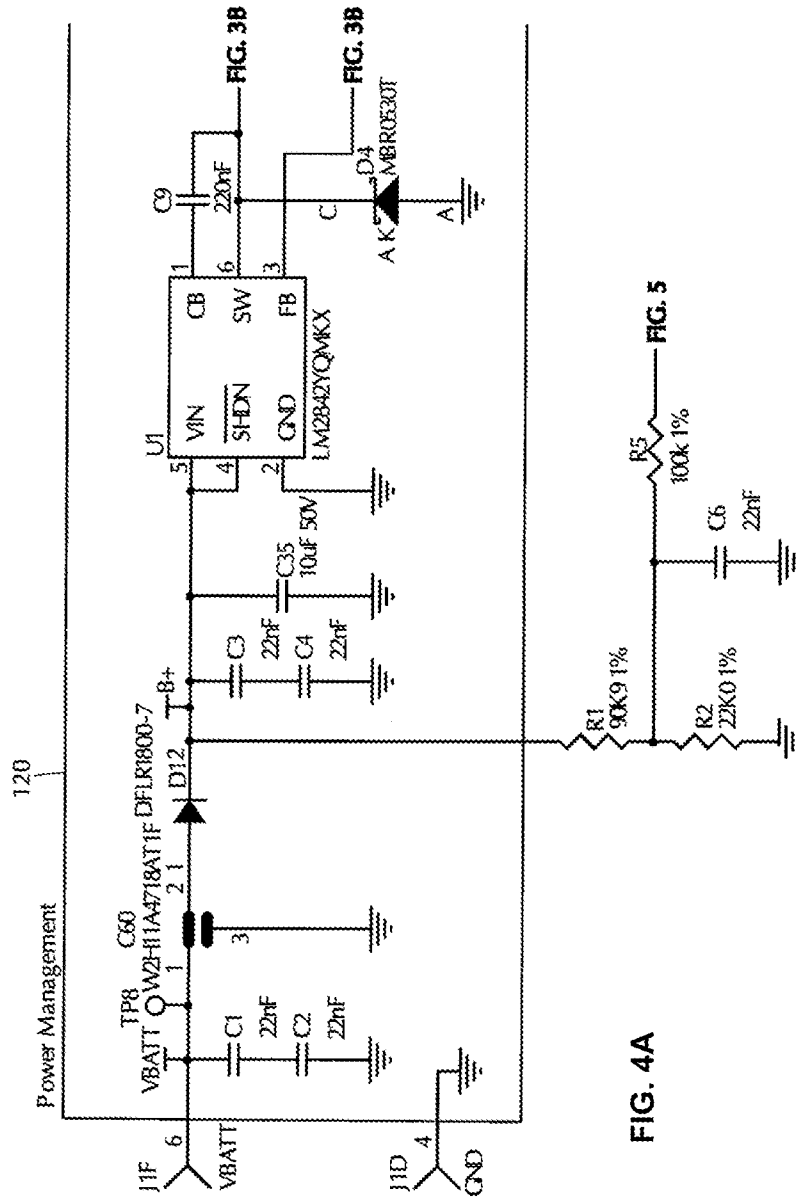 120
Power Management
J1F
6
VBATT
VBATT
TP8
C1
22nF
C2
22nF
C60
W2H11A4718AT1F
1
2
3
1
D12
DFLR1800-7
B+
C3
22nF
C4
22nF
C35
10uF 50V
U1
5
VIN
4
SHDN
2
GND
CB
1
SW
6
FB
3
LM2842YQMKX
C9
220nF
FIG. 3B
FIG. 3B
C
D4
MBR0530T
A K
A
J1D
4
GND
R1
90K9 1%
R2
22K0 1%
R5
100k 1%
C6
22nF
FIG. 5
FIG. 4A